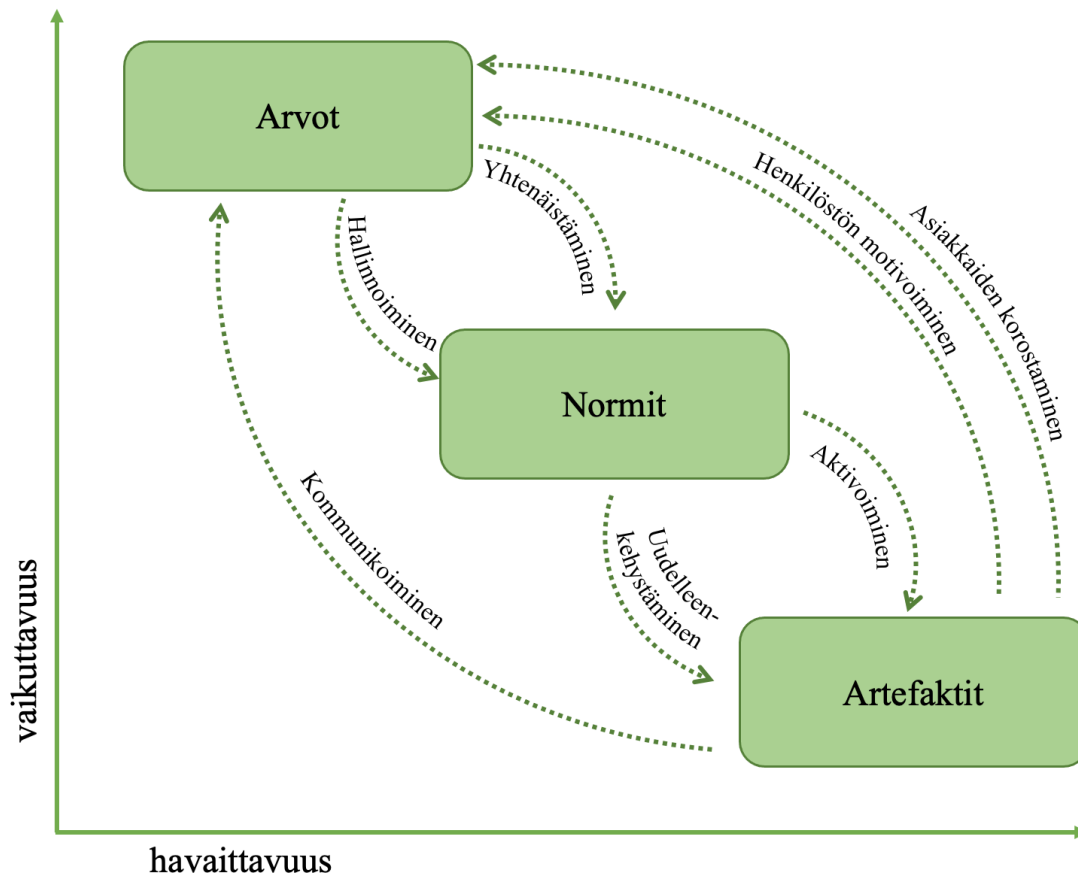 Arvot
Yhtenäistäminen
Hallinnoiminen
Henkilöstön motivoiminen
Asiakkaiden korostaminen
Normit
Aktivoiminen
Uudelleen-
kehystäminen
Kommunikoiminen
Artefaktit
vaikuttavuus
havaittavuus